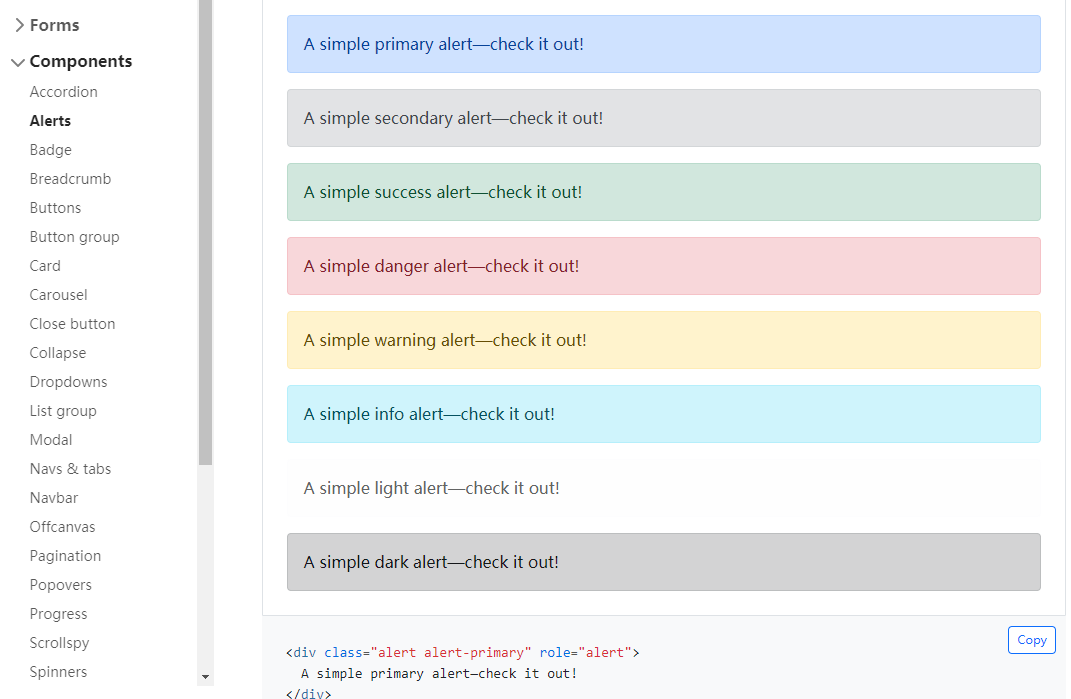 Forms
Components
Accordion
Alerts
Badge
Breadcrumb
Buttons
Button group
Card
Carousel
Close button
Collapse
Dropdowns
List group
Modal
Navs & tabs
Navbar
Offcanvas
Pagination
Popovers
Progress
Scrollspy
Spinners
A simple primary alert—check it out!
A simple secondary alert—check it out!
A simple success alert—check it out!
A simple danger alert—check it out!
A simple warning alert—check it out!
A simple info alert—check it out!
A simple light alert—check it out!
A simple dark alert—check it out!
Copy
<div class="alert alert-primary" role="alert">
  A simple primary alert—check it out!
</div>